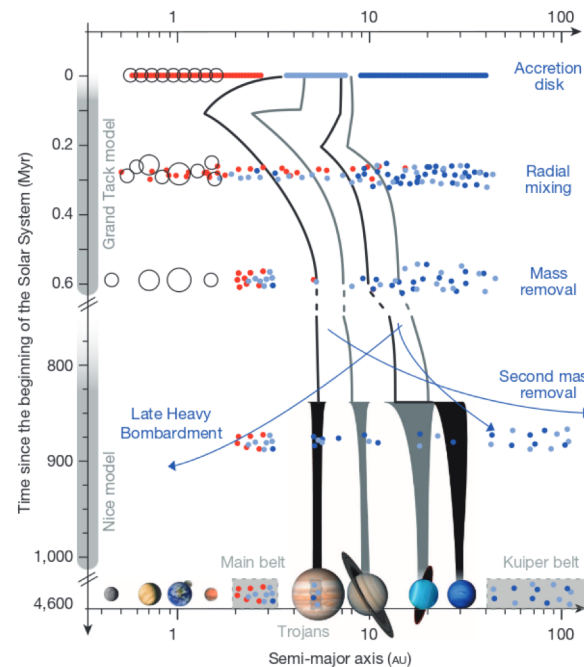 1
10
100
0
Accretion
disk
0.2
Radial
mixing
0.4
0.6
Mass
removal
Grand Tack model
Time since the beginning of the Solar System (Myr)
800
Second mas
removal
Late Heavy
Bombardment
900
Nice model
1,000
Main belt
Kuiper belt
4,600
Trojans
1
10
100
Semi-major axis (AU)